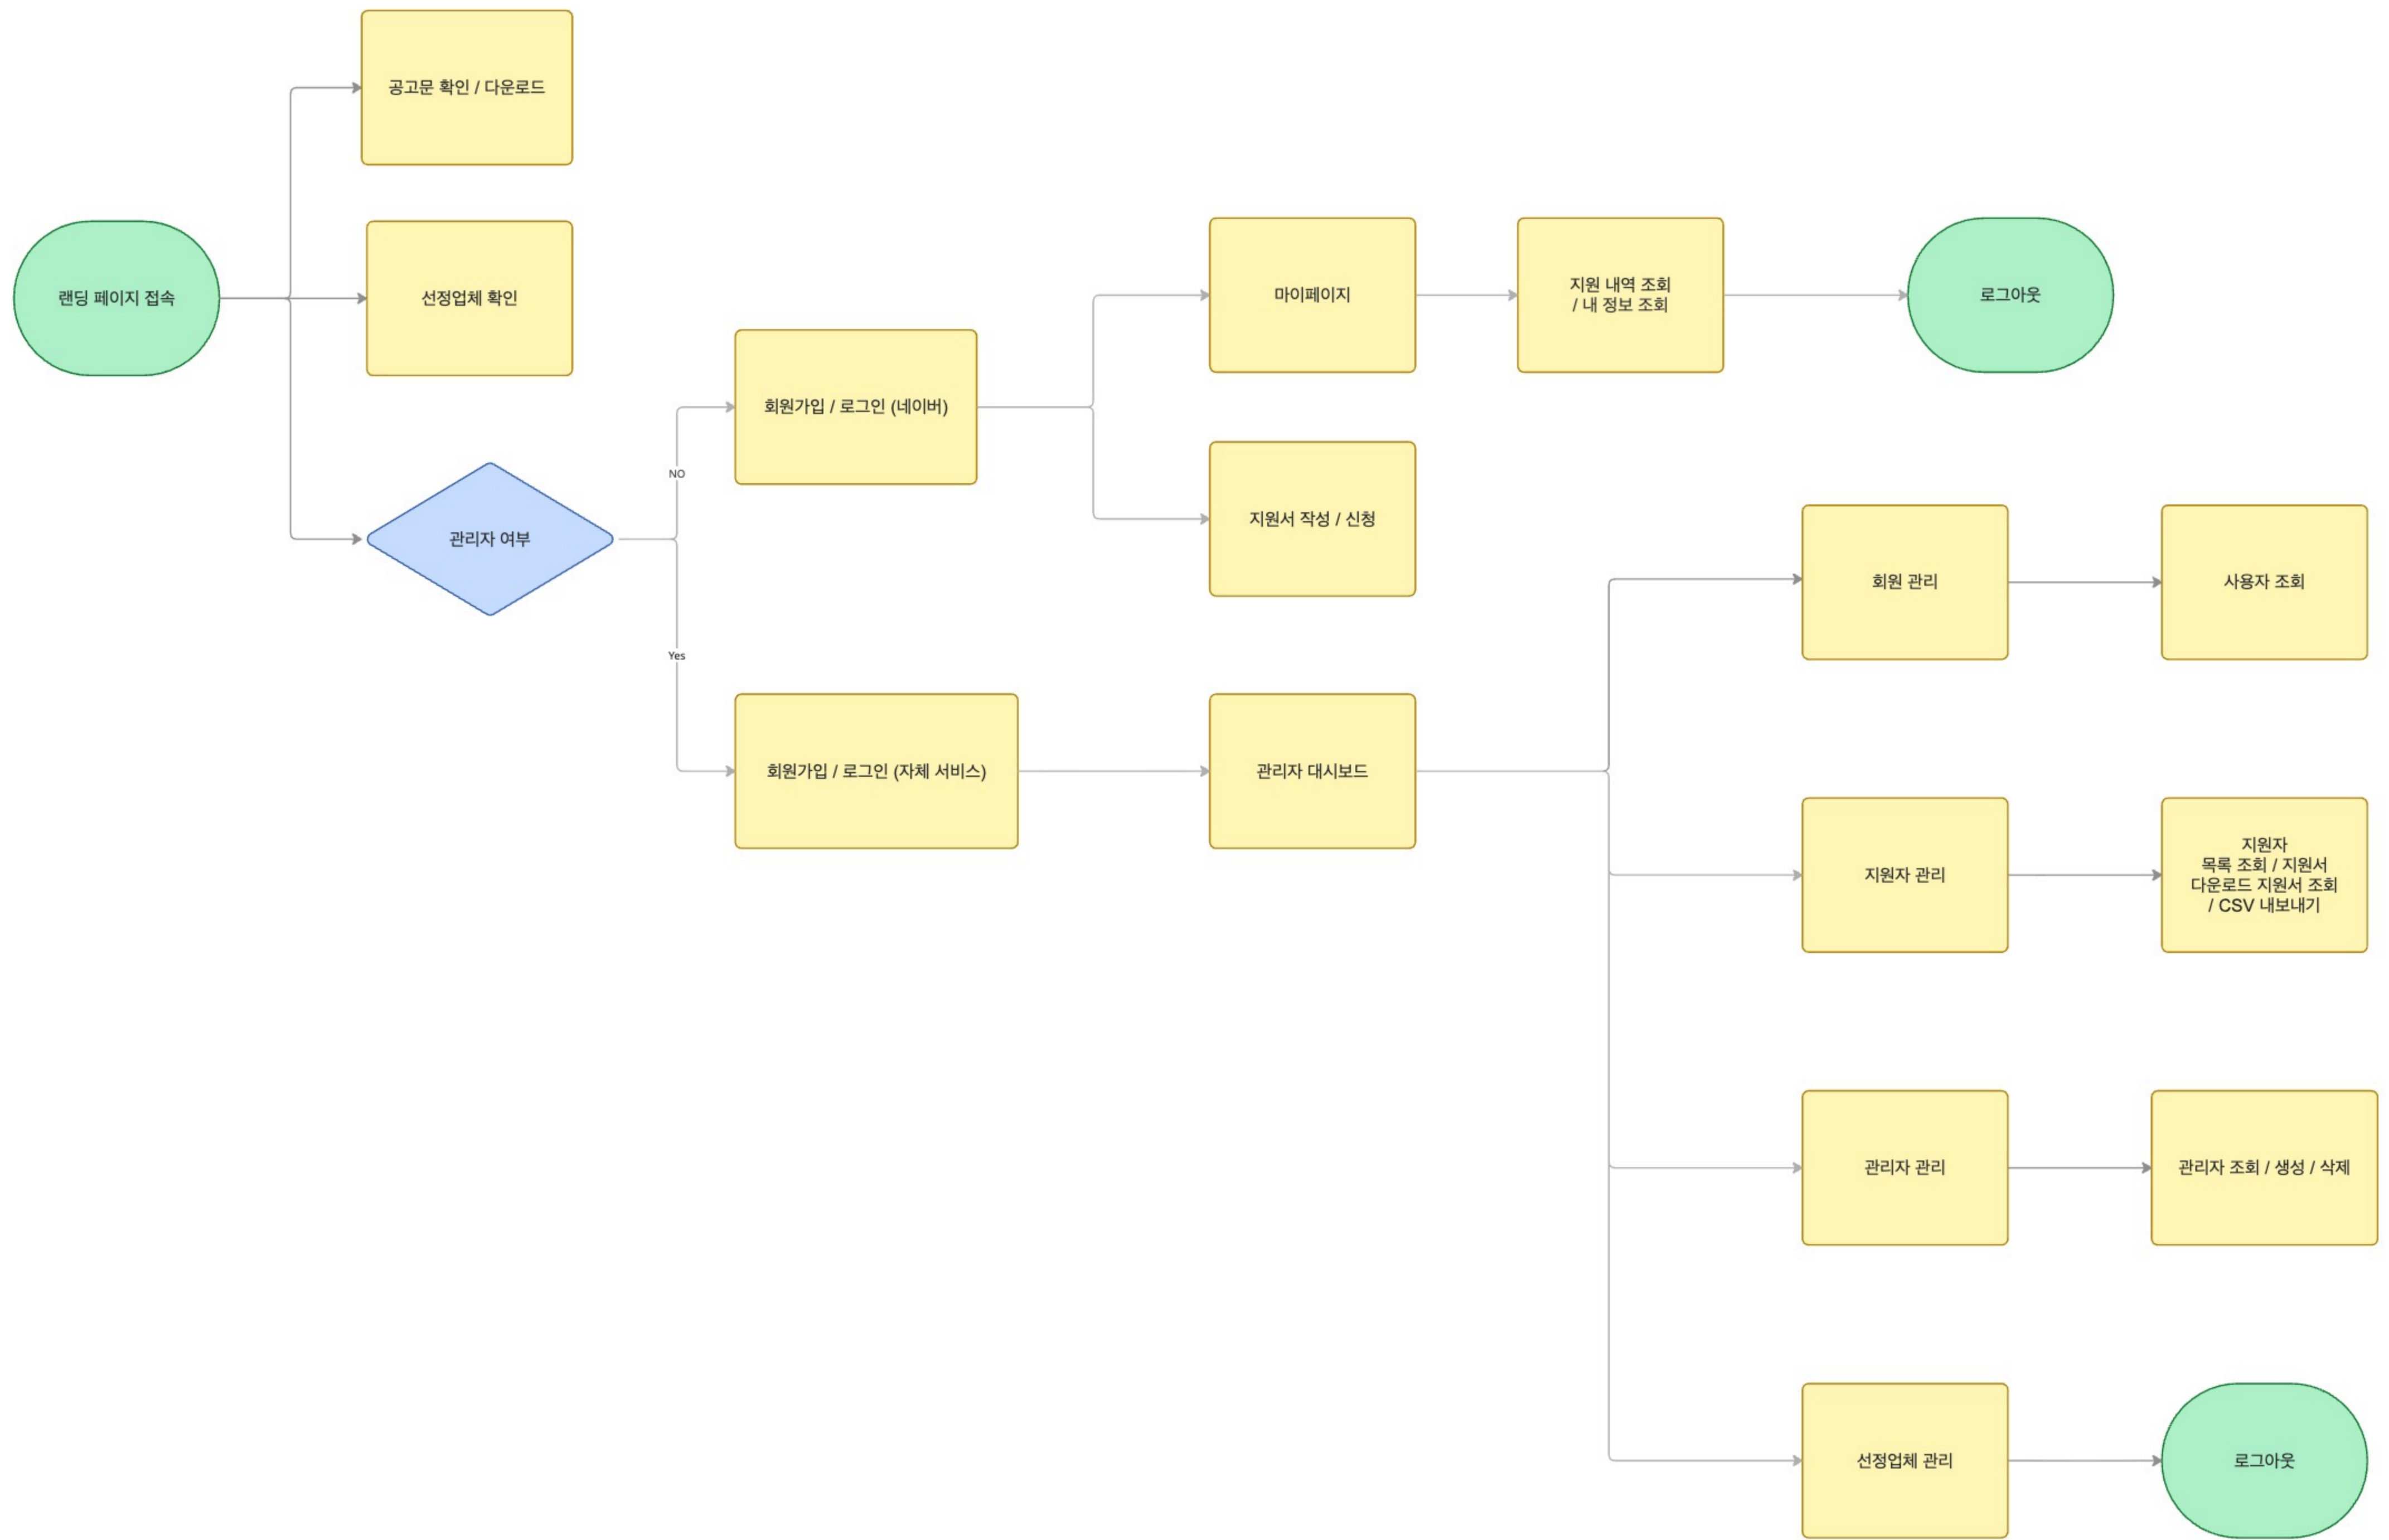 공고문 확인 / 다운로드
랜딩 페이지 접속
선정업체 확인
관리자 여부
NO
Yes
회원가입 / 로그인 (네이버)
마이페이지
지원 내역 조회
/ 내 정보 조회
로그아웃
지원서 작성 / 신청
회원가입 / 로그인 (자체 서비스)
관리자 대시보드
회원 관리
사용자 조회
지원자 관리
지원자
목록 조회 / 지원서
다운로드 지원서 조회
/ CSV 내보내기
관리자 관리
관리자 조회 / 생성 / 삭제
선정업체 관리
로그아웃